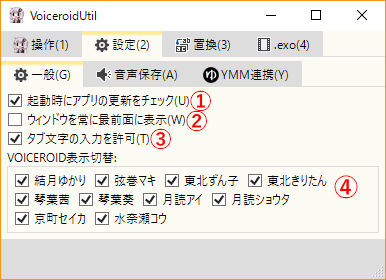 VoiceroidUtil
操作(1) 設定(2) 置換(3) .exo(4)
一般(G) 音声保存(A) ゆ YMM連携(Y)
起動時にアプリの更新をチェック(U) ①
ウィンドウを常に最前面に表示(W) ②
タブ文字の入力を許可(T) ③
VOICEROID表示切替:
結月ゆかり 弦巻マキ 東北ずん子 東北きりたん ④
琴葉茜 琴葉葵 月読アイ 月読ショウタ
京町セイカ 水奈瀬コウ